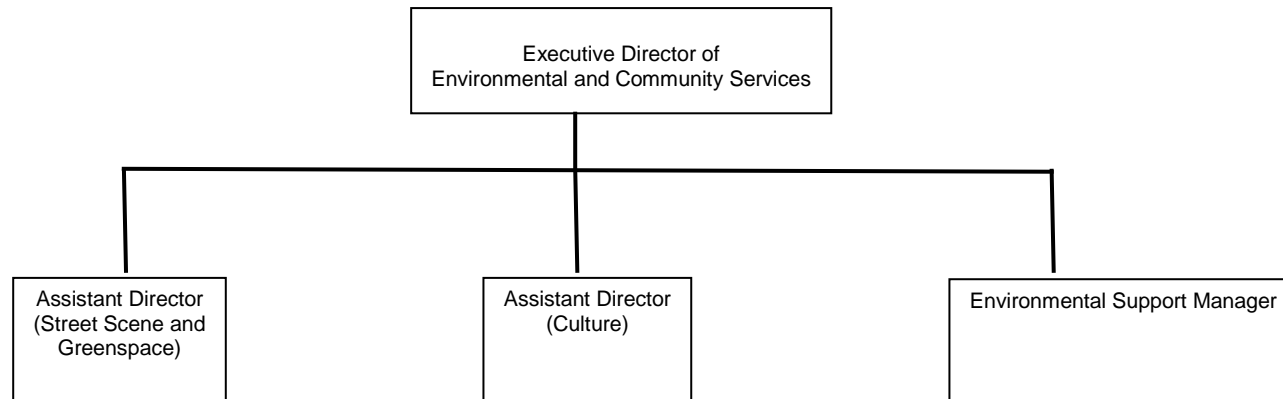 Executive Director of
Environmental and Community Services
Assistant Director
(Street Scene and
Greenspace)
Assistant Director
(Culture)
Environmental Support Manager